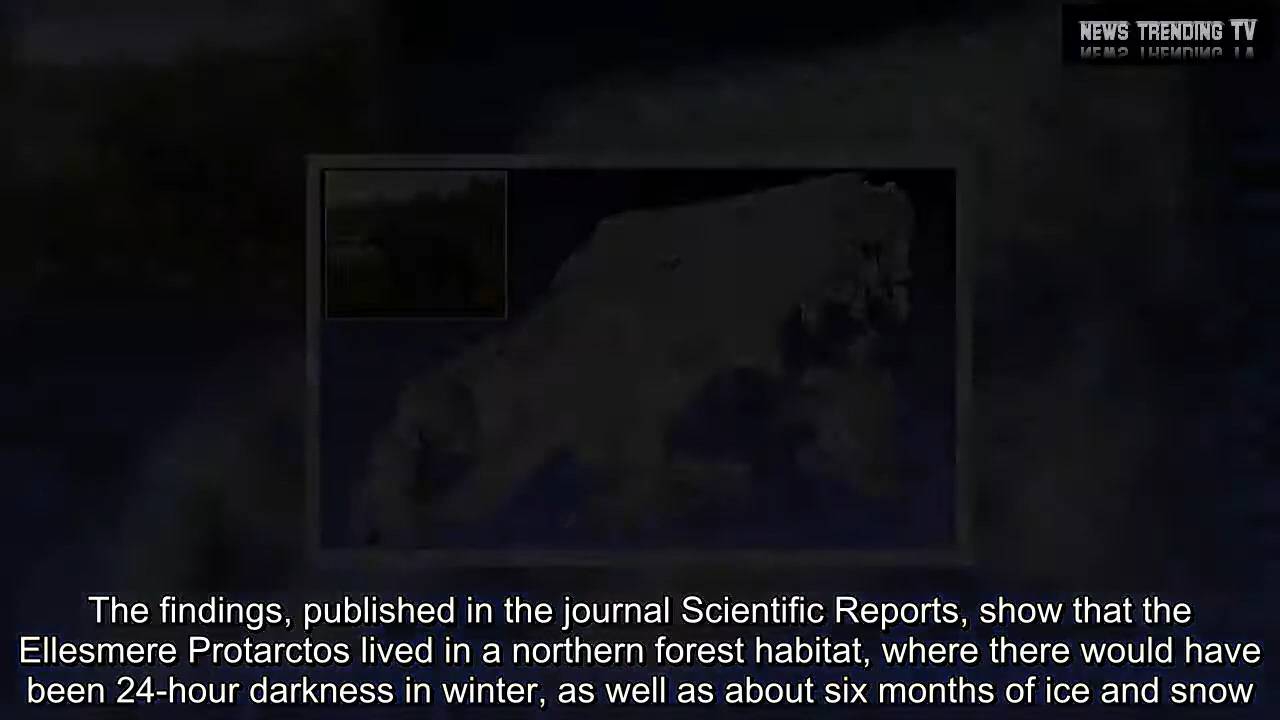 NEWS TRENDING TV
The findings, published in the journal Scientific Reports, show that the
Ellesmere Protarctos lived in a northern forest habitat, where there would have
been 24-hour darkness in winter, as well as about six months of ice and snow